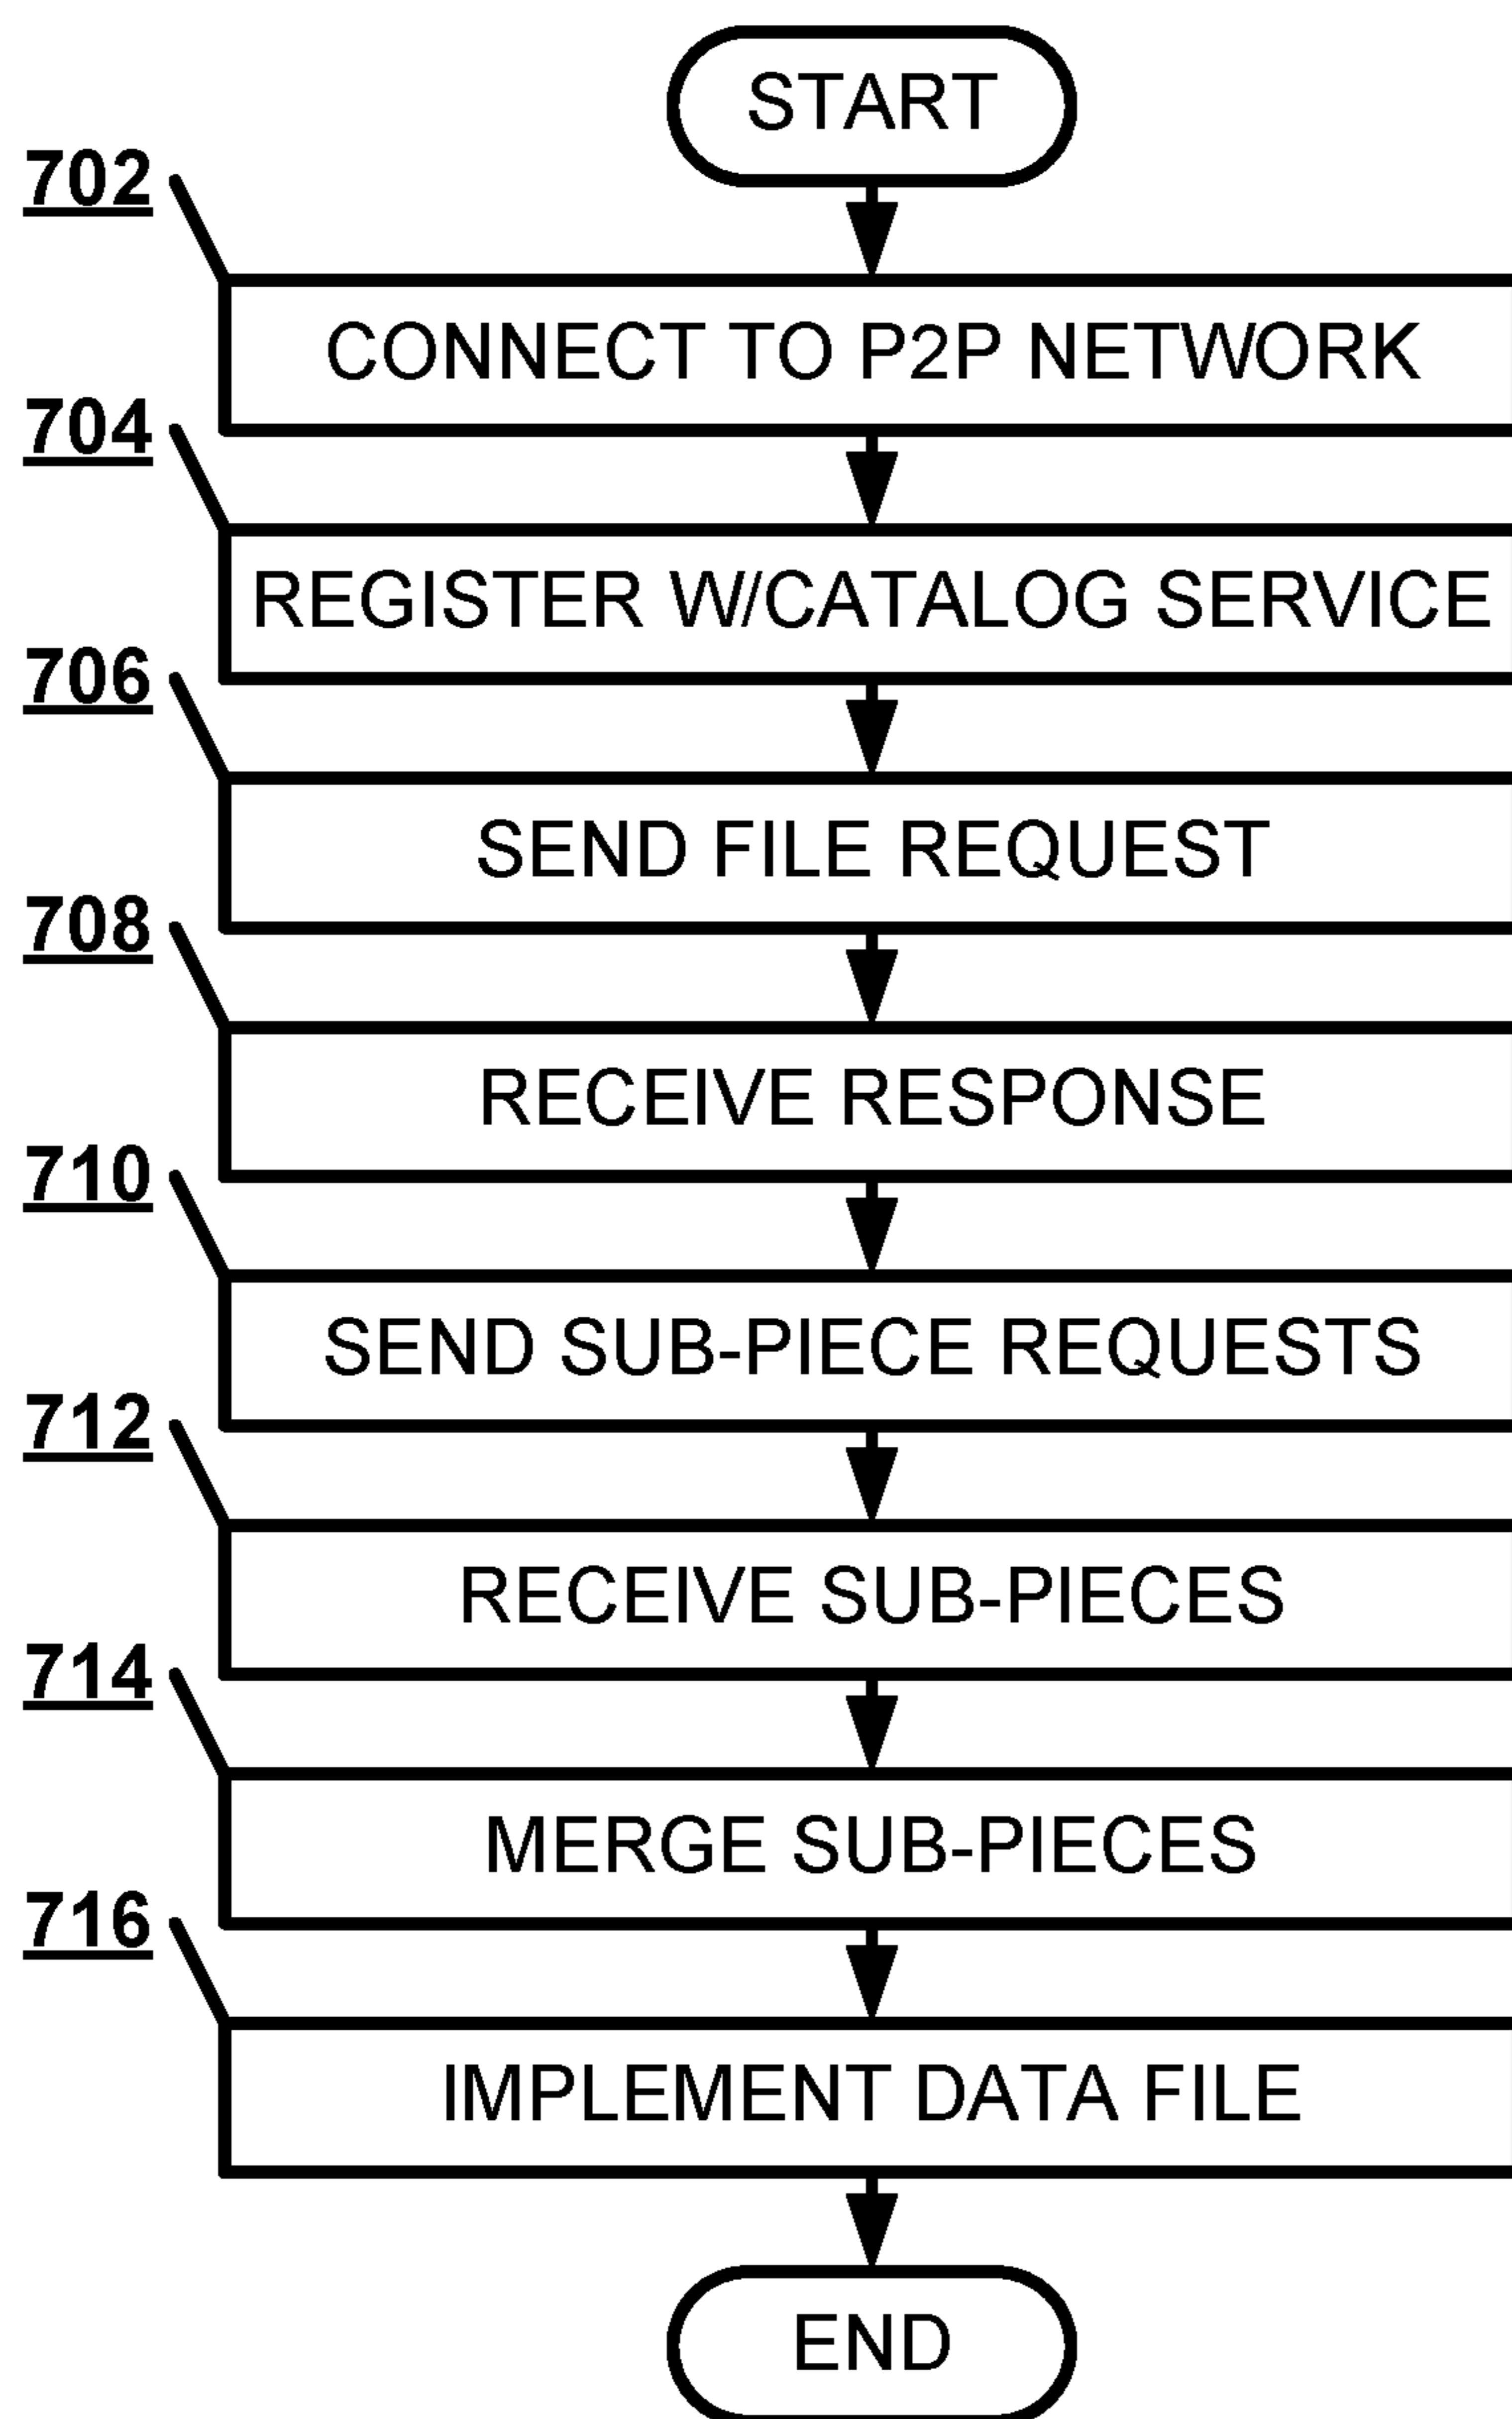 START
702
CONNECT TO P2P NETWORK
704
REGISTER W/CATALOG SERVICE
706
SEND FILE REQUEST
708
RECEIVE RESPONSE
710
SEND SUB-PIECE REQUESTS
712
RECEIVE SUB-PIECES
714
MERGE SUB-PIECES
716
IMPLEMENT DATA FILE
END